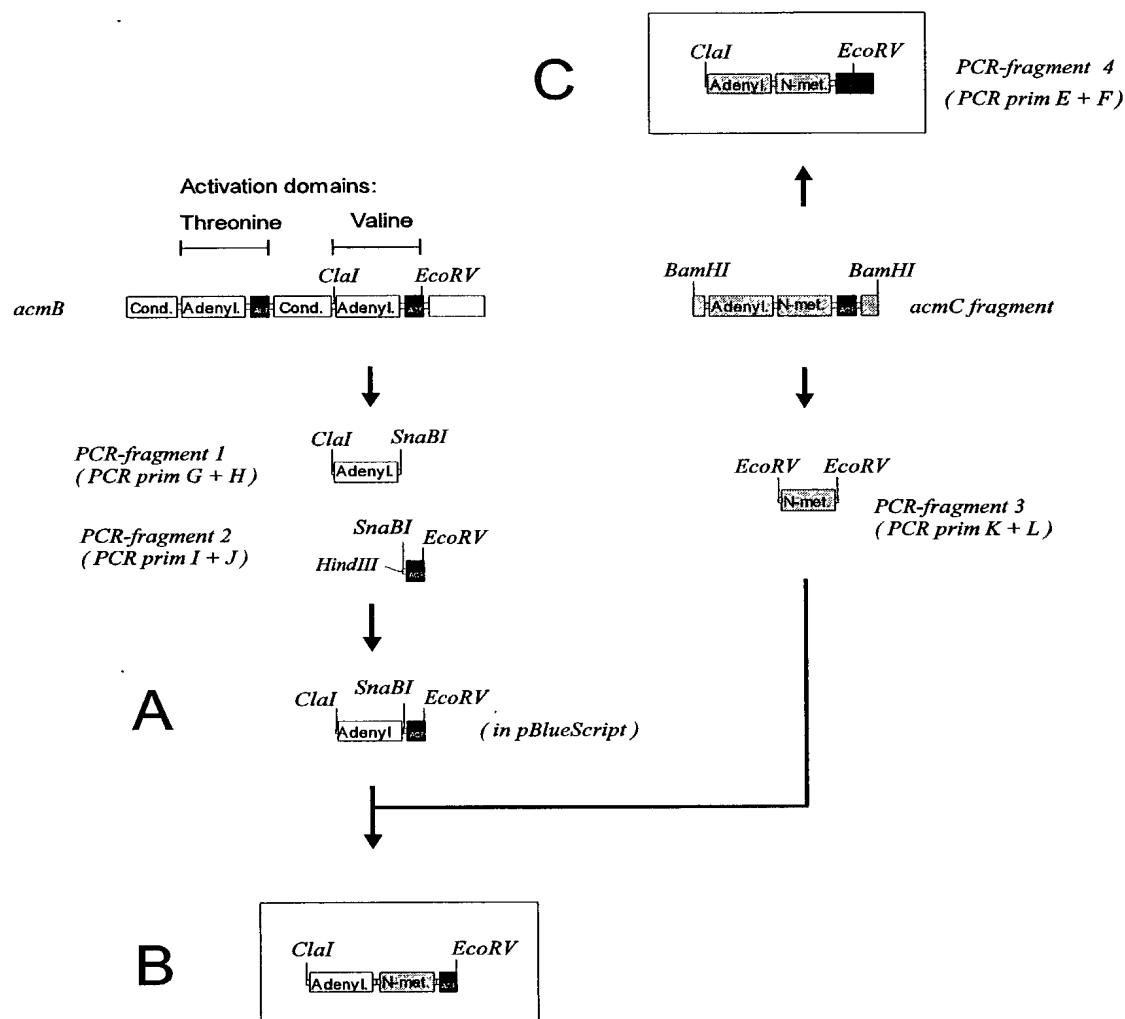 C
ClaI
EcoRV
Adenyl.
N-met.
PCR-fragment 4
( PCR prim E + F )
Activation domains:
Threonine
Valine
ClaI
EcoRV
acmB
Cond.
Adenyl.
Cond.
Adenyl.
BamHI
BamHI
Adenyl.
N-met.
acmC fragment
PCR-fragment 1
( PCR prim G + H )
ClaI
SnaBI
Adenyl.
PCR-fragment 2
( PCR prim I + J )
SnaBI
EcoRV
HindIII
EcoRV
EcoRV
N-met.
PCR-fragment 3
( PCR prim K + L )
A
ClaI
SnaBI
EcoRV
Adenyl
( in pBlueScript )
B
ClaI
EcoRV
Adenyl.
N-met.